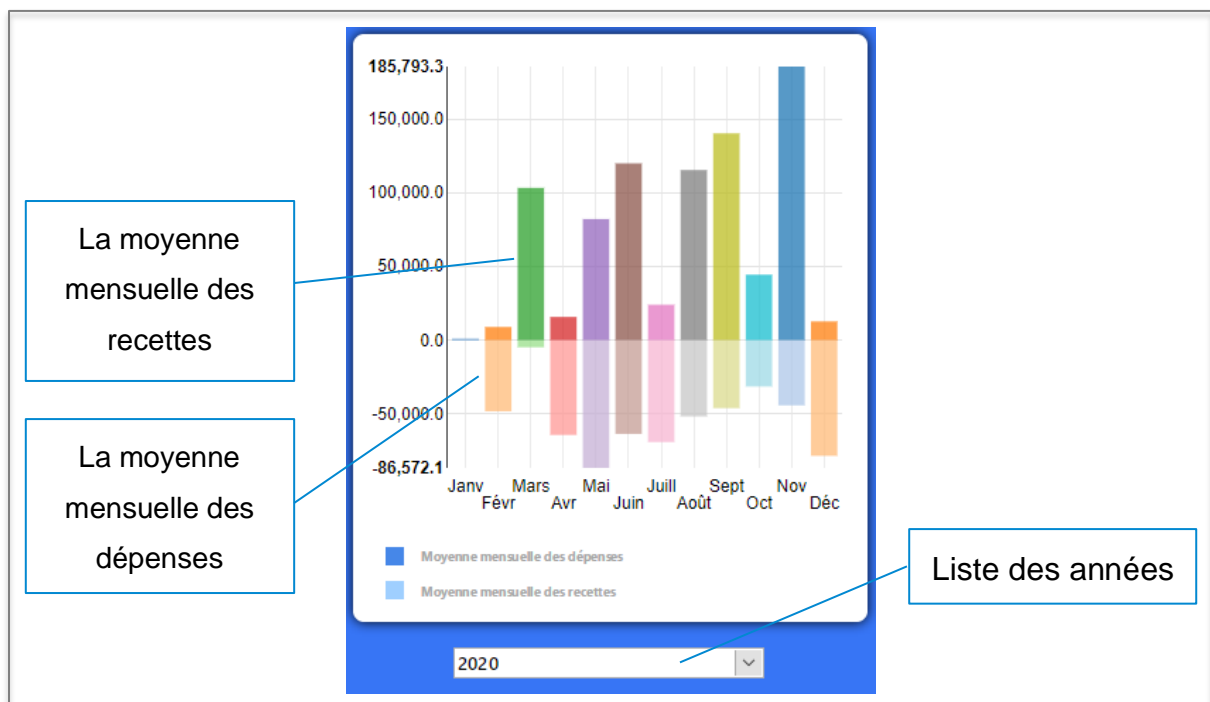 185,793.3
150,000.0
100,000.0
50,000.0
0.0
-50,000.0
-86,572.1
Janv Mars Mai Juill Sept Nov
Févr Avr Juin Août Oct Déc
Moyenne mensuelle des dépenses
Moyenne mensuelle des recettes
2020
La moyenne
mensuelle des
recettes
La moyenne
mensuelle des
dépenses
Liste des années